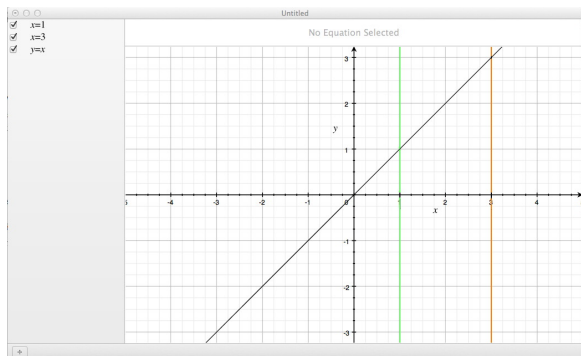 Untitled
x=1
x=3
y=x
No Equation Selected
3
2
y
1
-4
-3
-2
-1
0
1
2
3
4
x
-1
-2
-3
+